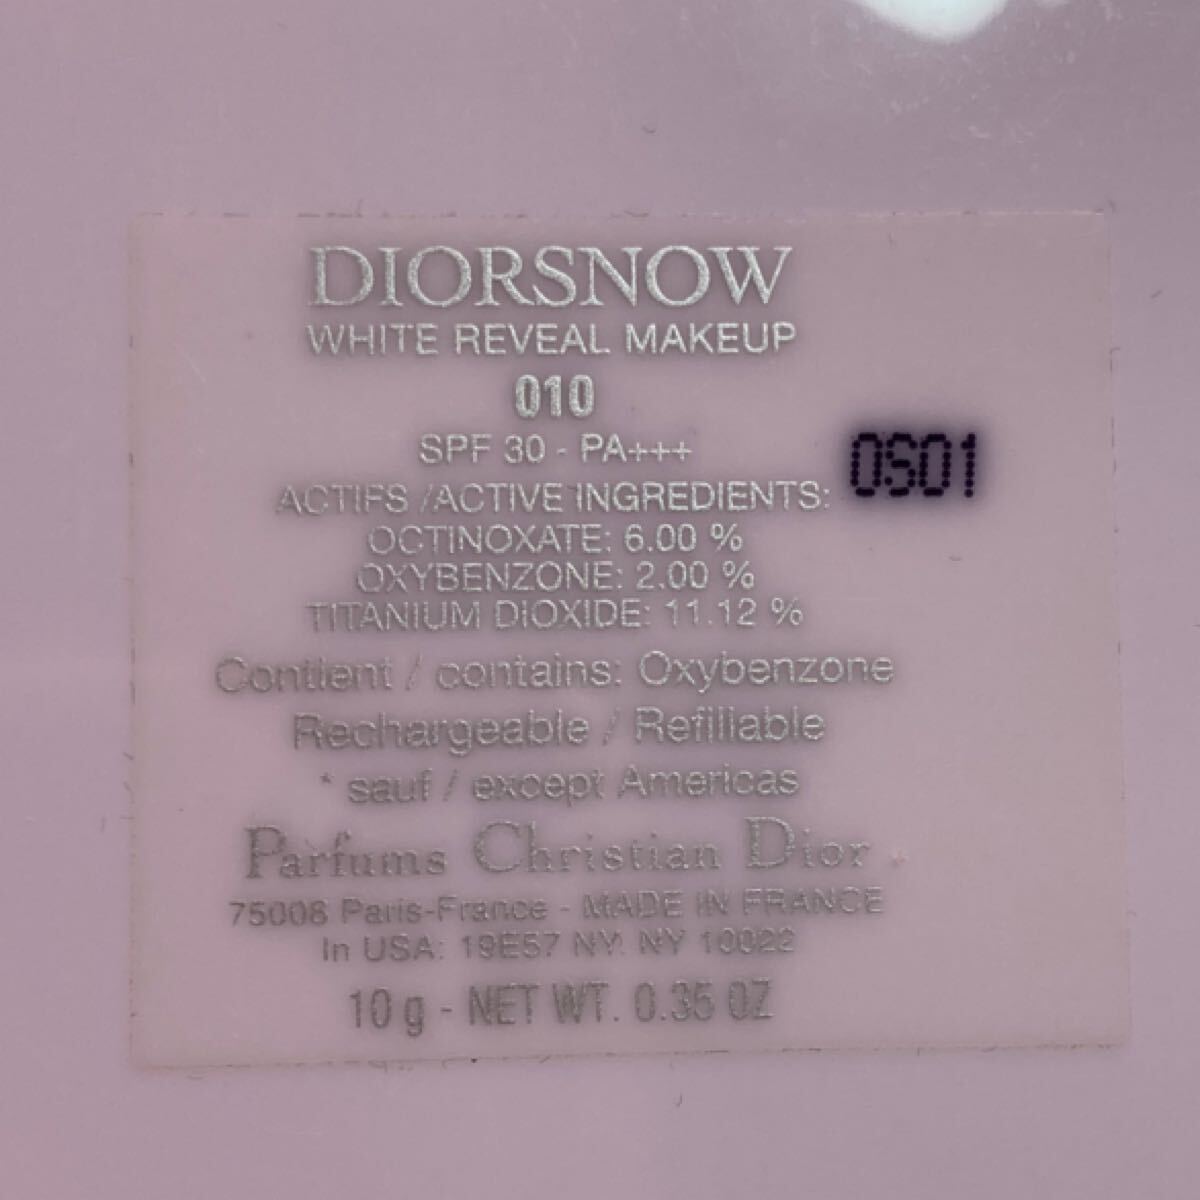 DIORSNOW
WHITE REVEAL MAKEUP
010
SPF 30 - PA+++
0S01
ACTIFS /ACTIVE INGREDIENTS:
OCTINOXATE: 6.00 %
OXYBENZONE: 2.00 %
TITANIUM DIOXIDE: 11.12 %
Contient / contains: Oxybenzone
Rechargeable / Refillable
* sauf / except Americas
Parfums Christian Dior
75008 Paris-France - MADE IN FRANCE
In USA: 19E57 NY. NY 10022
10 g - NET WT. 0.35 OZ